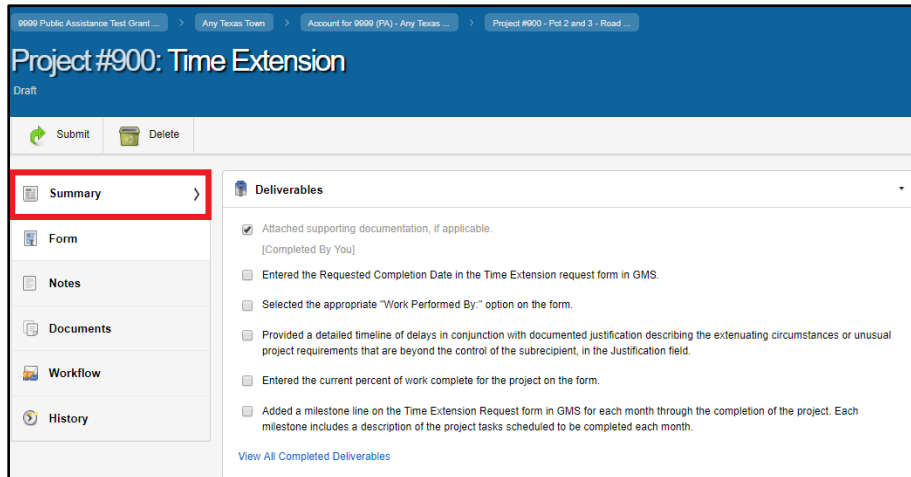 9999 Public Assistance Test Grant ... > Any Texas Town > Account for 9999 (PA) - Any Texas ... > Project #900 - Pct 2 and 3 - Road ...
Project #900: Time Extension
Draft
Submit Delete
Summary
Form
Notes
Documents
Workflow
History
Deliverables
Attached supporting documentation, if applicable.
[Completed By You]
Entered the Requested Completion Date in the Time Extension request form in GMS.
Selected the appropriate "Work Performed By:" option on the form.
Provided a detailed timeline of delays in conjunction with documented justification describing the extenuating circumstances or unusual
project requirements that are beyond the control of the subrecipient, in the Justification field.
Entered the current percent of work complete for the project on the form.
Added a milestone line on the Time Extension Request form in GMS for each month through the completion of the project. Each
milestone includes a description of the project tasks scheduled to be completed each month.
View All Completed Deliverables